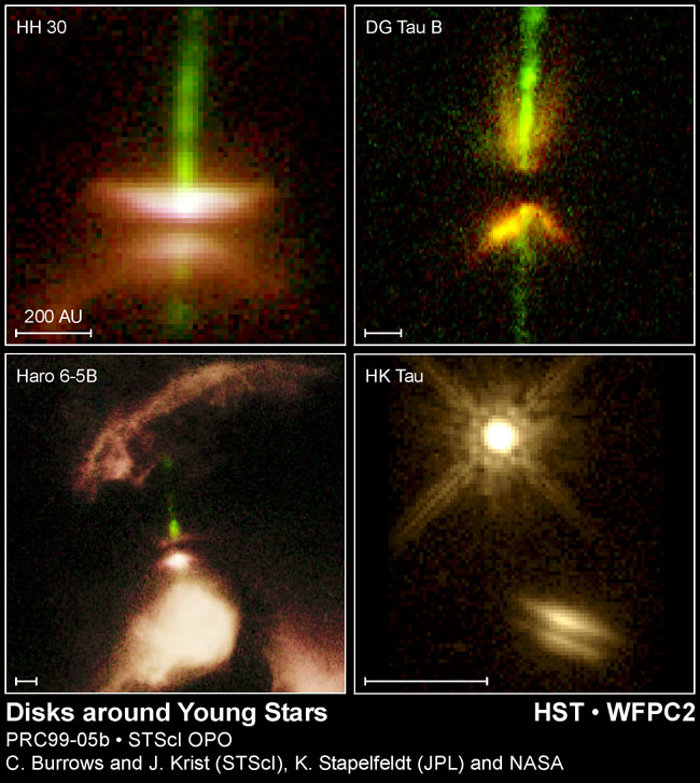 HH 30
DG Tau B
200 AU
Haro 6-5B
HK Tau
Disks around Young Stars
HST • WFPC2
PRC99-05b • STScI OPO
C. Burrows and J. Krist (STScI), K. Stapelfeldt (JPL) and NASA